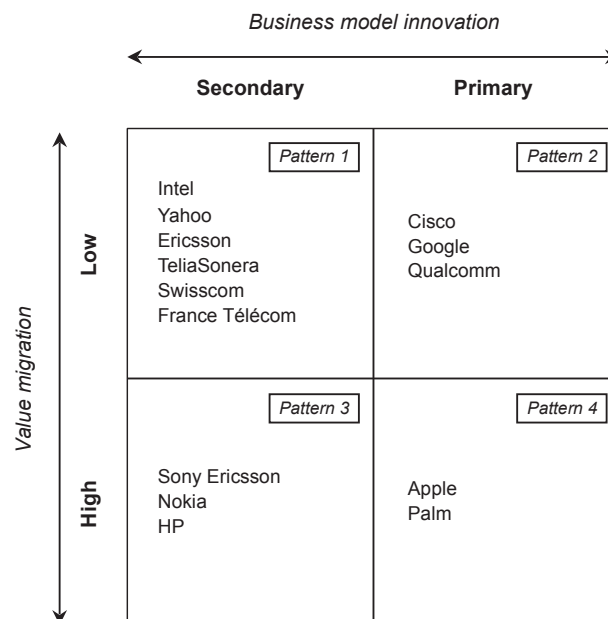 Business model innovation
Secondary
Primary
Value migration
Low
Pattern 1
Intel
Yahoo
Ericsson
TeliaSonera
Swisscom
France Télécom
Pattern 2
Cisco
Google
Qualcomm
High
Pattern 3
Sony Ericsson
Nokia
HP
Pattern 4
Apple
Palm